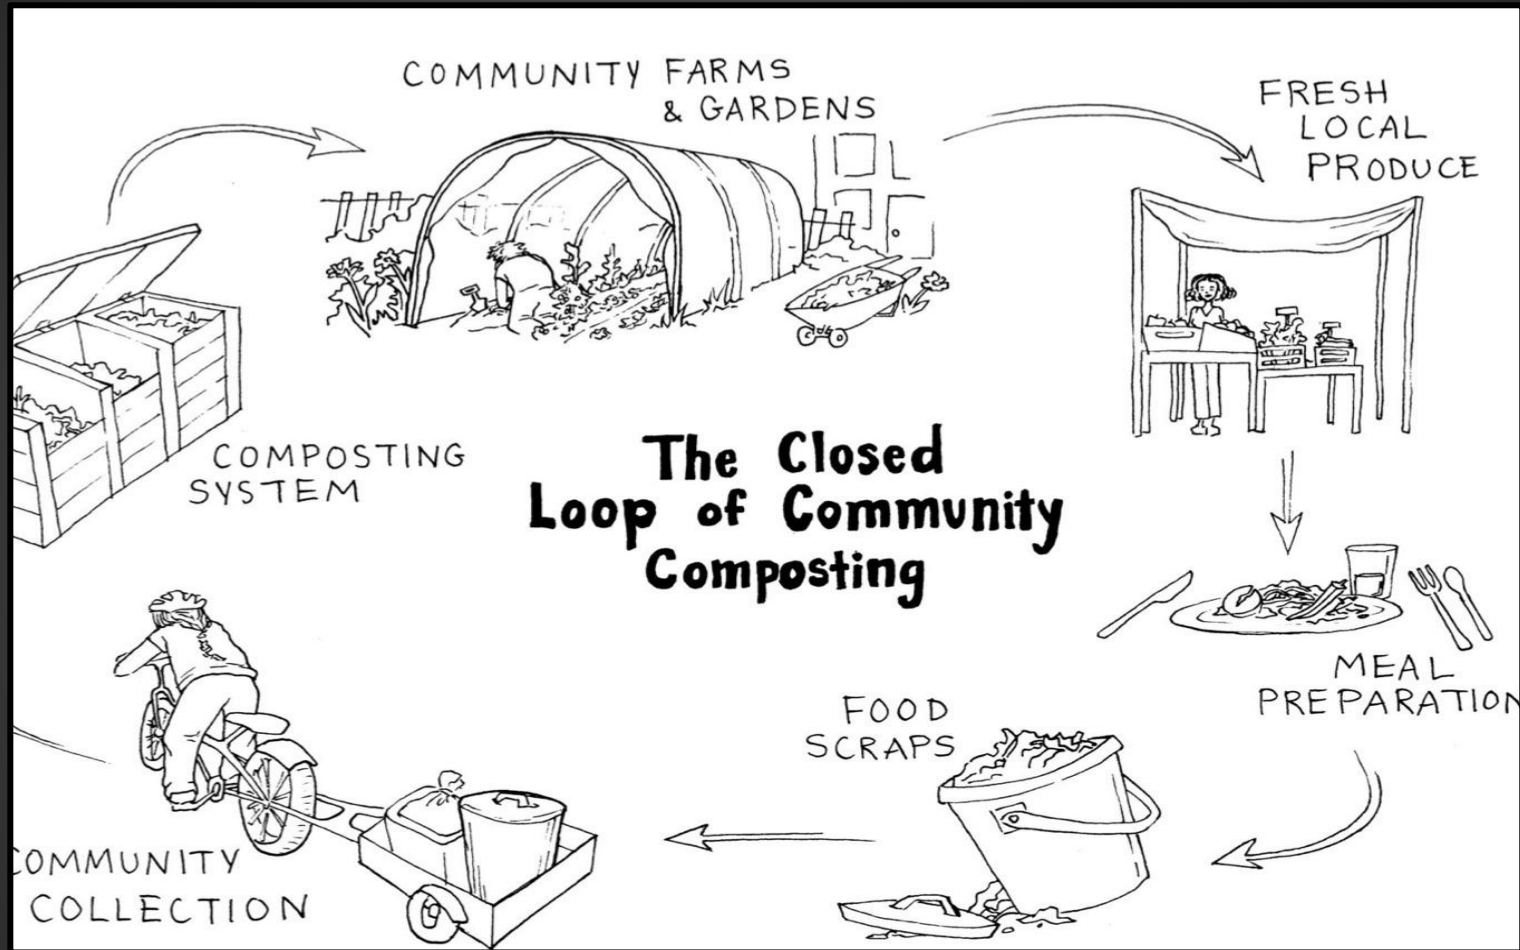 COMMUNITY FARMS
& GARDENS
FRESH
LOCAL
PRODUCE
COMPOSTING
SYSTEM
The Closed
Loop of Community
Composting
MEAL
PREPARATION
FOOD
SCRAPS
COMMUNITY
COLLECTION